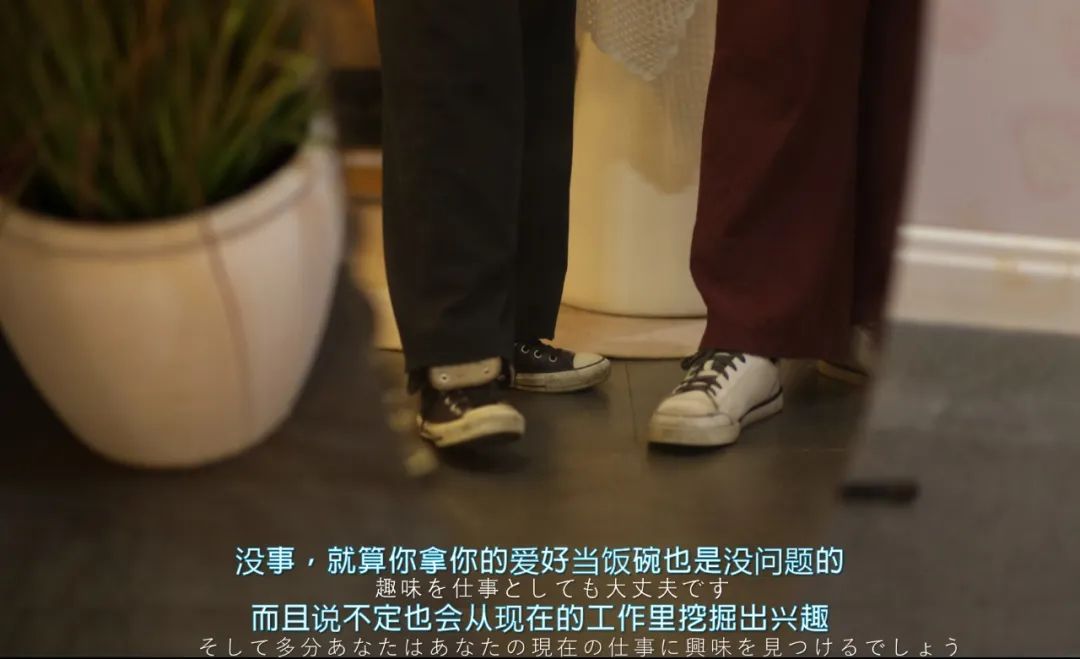 没事，就算你拿你的爱好当饭碗也是没问题的
趣味を仕事としても大丈夫です
而且说不定也会从现在的工作里挖掘出兴趣
そして多分あなたはあなたの現在の仕事に興味を見つけるでしょう